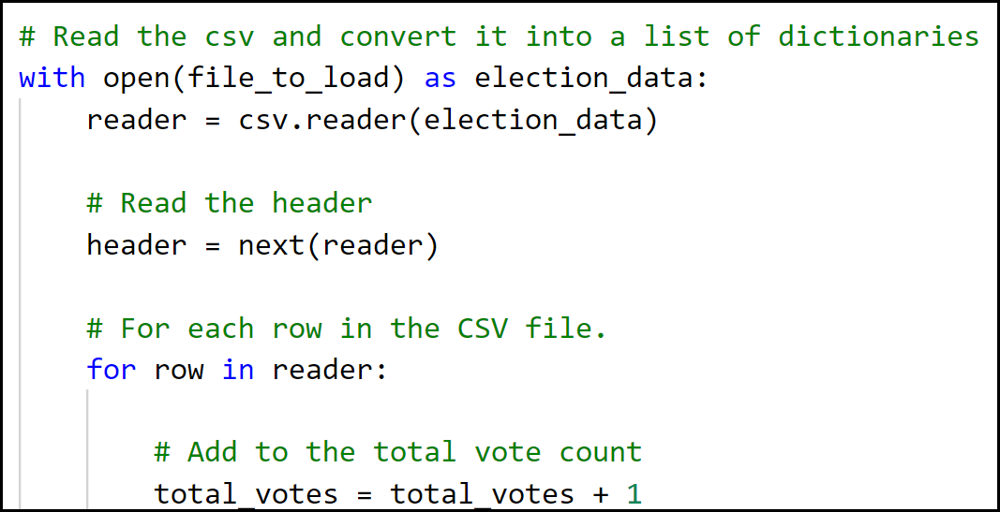 # Read the csv and convert it into a list of dictionaries
with open(file_to_load) as election_data:
    reader = csv.reader(election_data)
    # Read the header
    header = next(reader)
    # For each row in the CSV file.
    for row in reader:
        # Add to the total vote count
        total_votes = total_votes + 1